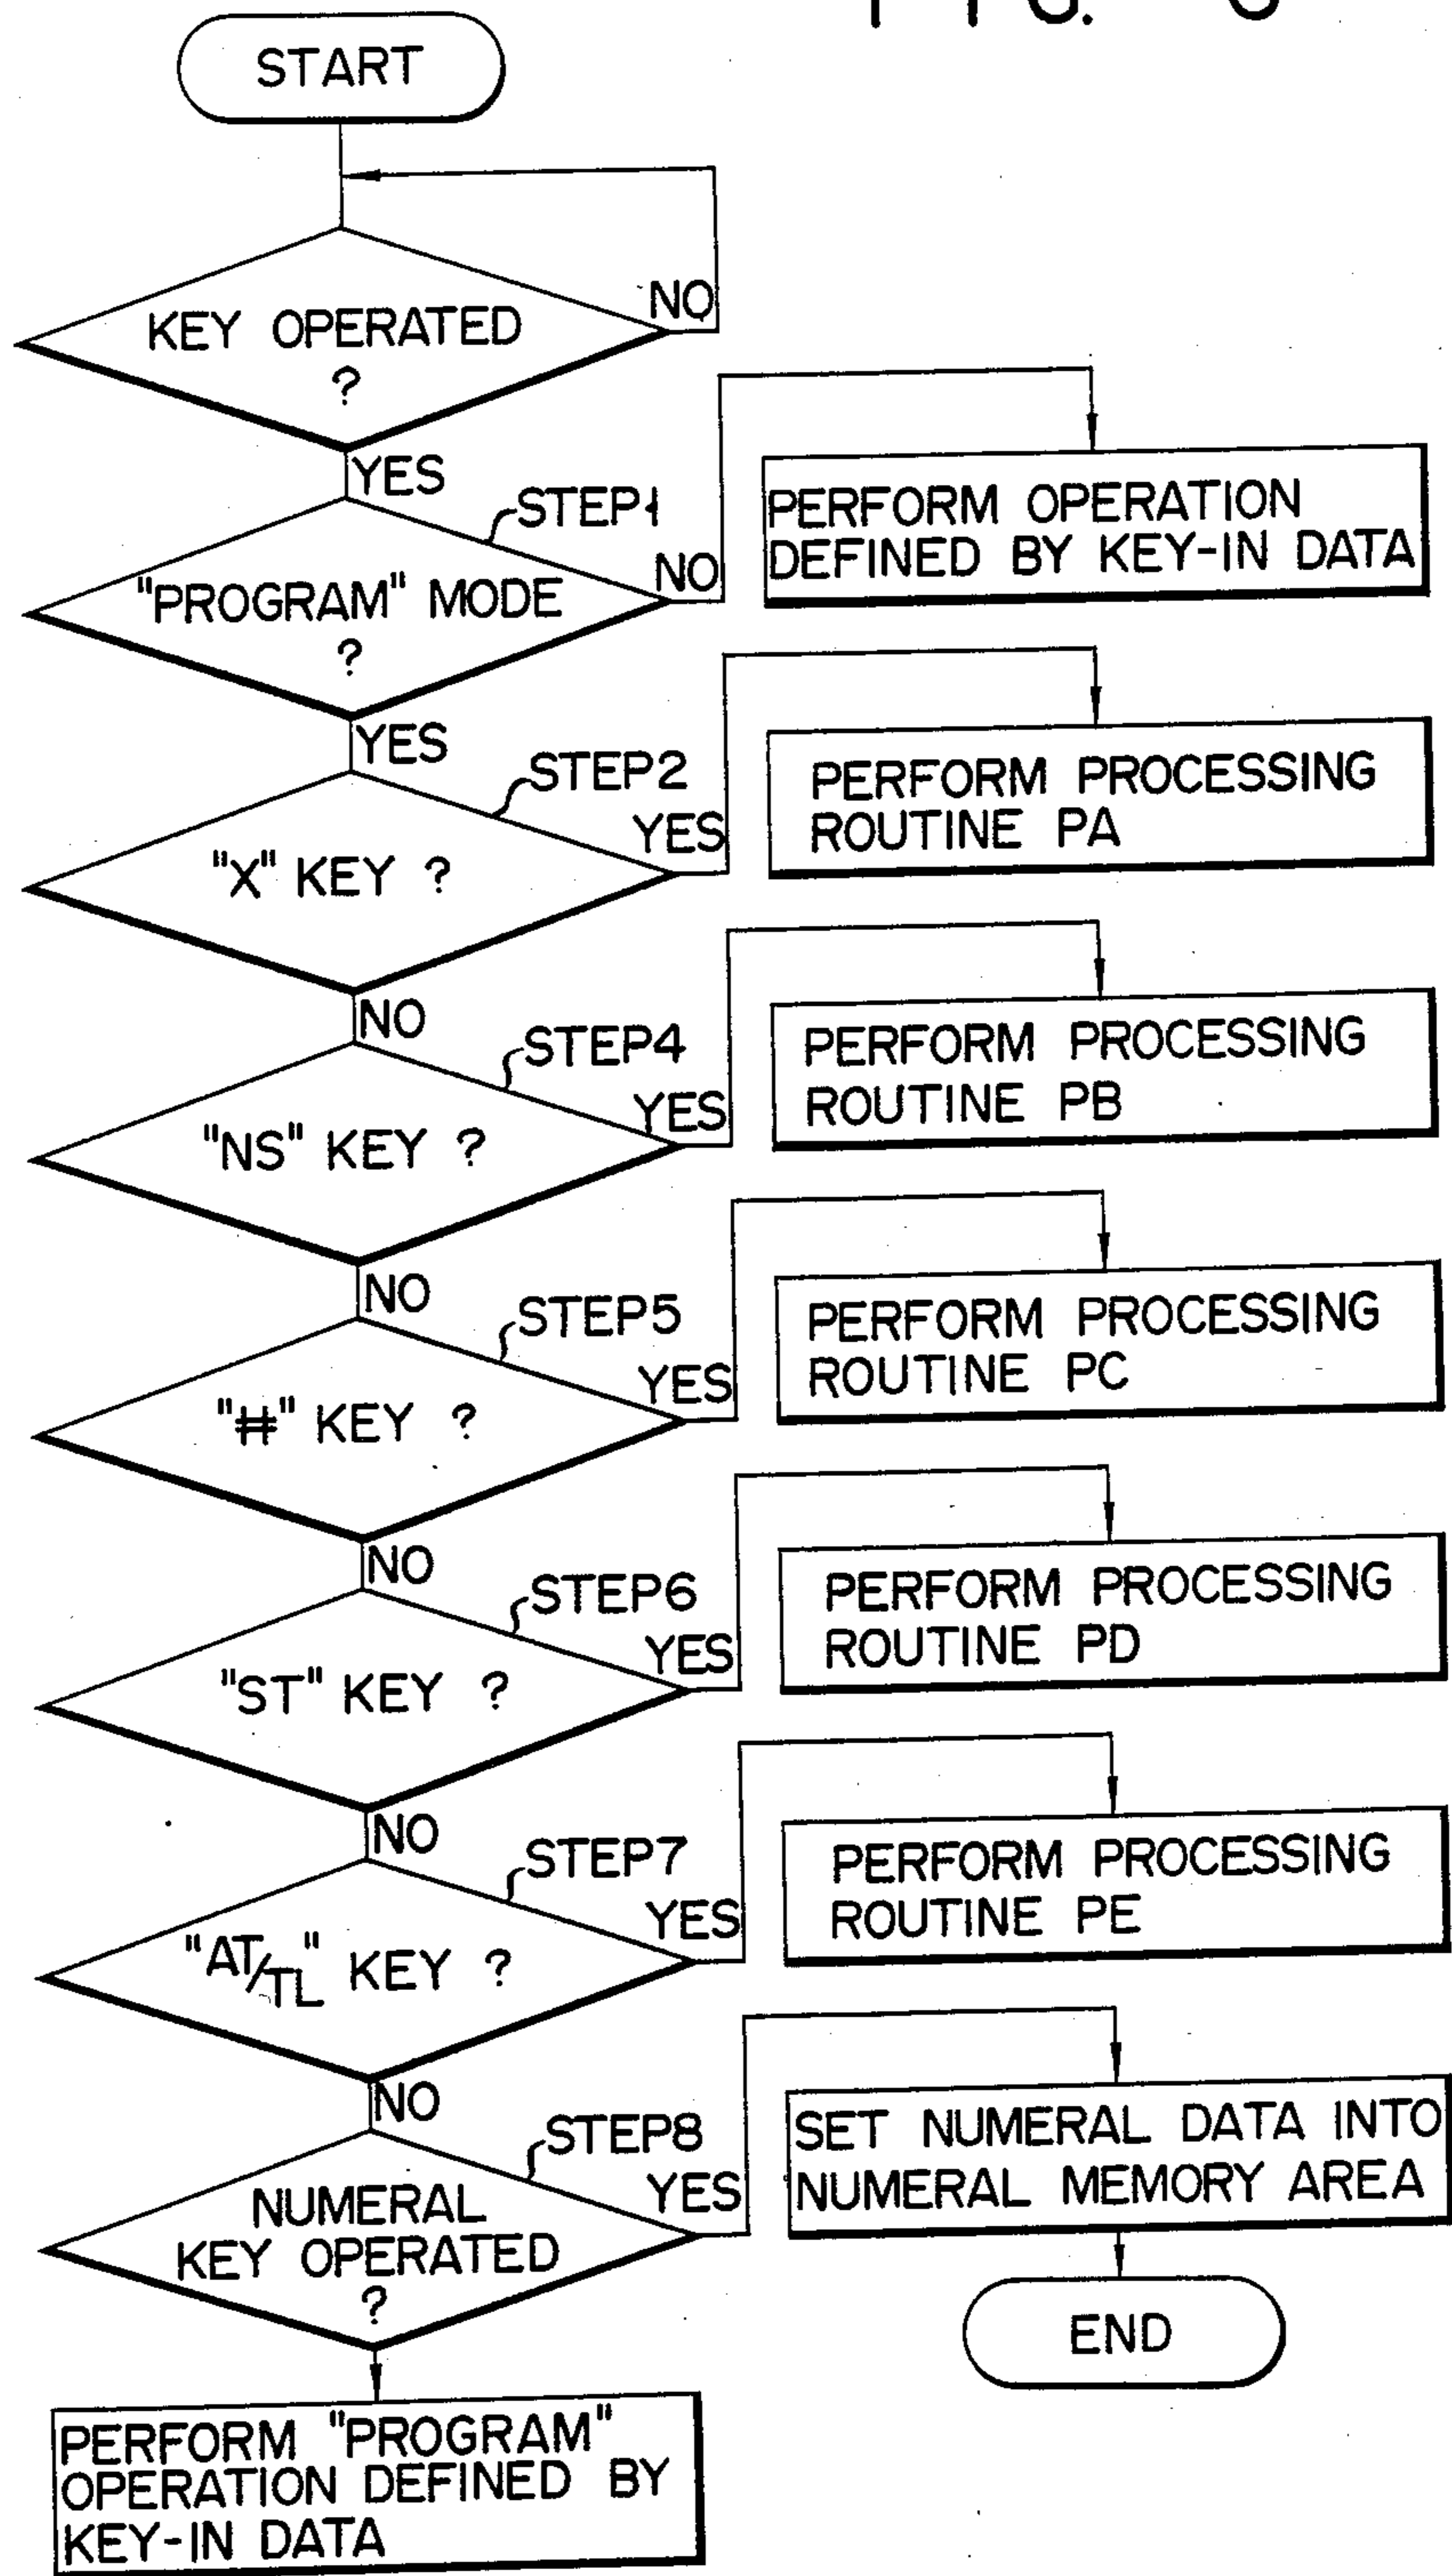 START
KEY OPERATED
?
NO
YES
STEP1
"PROGRAM" MODE
?
NO
PERFORM OPERATION
DEFINED BY KEY-IN DATA
YES
STEP2
"X" KEY ?
YES
PERFORM PROCESSING
ROUTINE PA
NO
STEP4
"NS" KEY ?
YES
PERFORM PROCESSING
ROUTINE PB
NO
STEP5
"#" KEY ?
YES
PERFORM PROCESSING
ROUTINE PC
NO
STEP6
"ST" KEY ?
YES
PERFORM PROCESSING
ROUTINE PD
NO
STEP7
"AT/TL" KEY ?
YES
PERFORM PROCESSING
ROUTINE PE
NO
STEP8
NUMERAL
KEY OPERATED
?
YES
SET NUMERAL DATA INTO
NUMERAL MEMORY AREA
END
PERFORM "PROGRAM"
OPERATION DEFINED BY
KEY-IN DATA